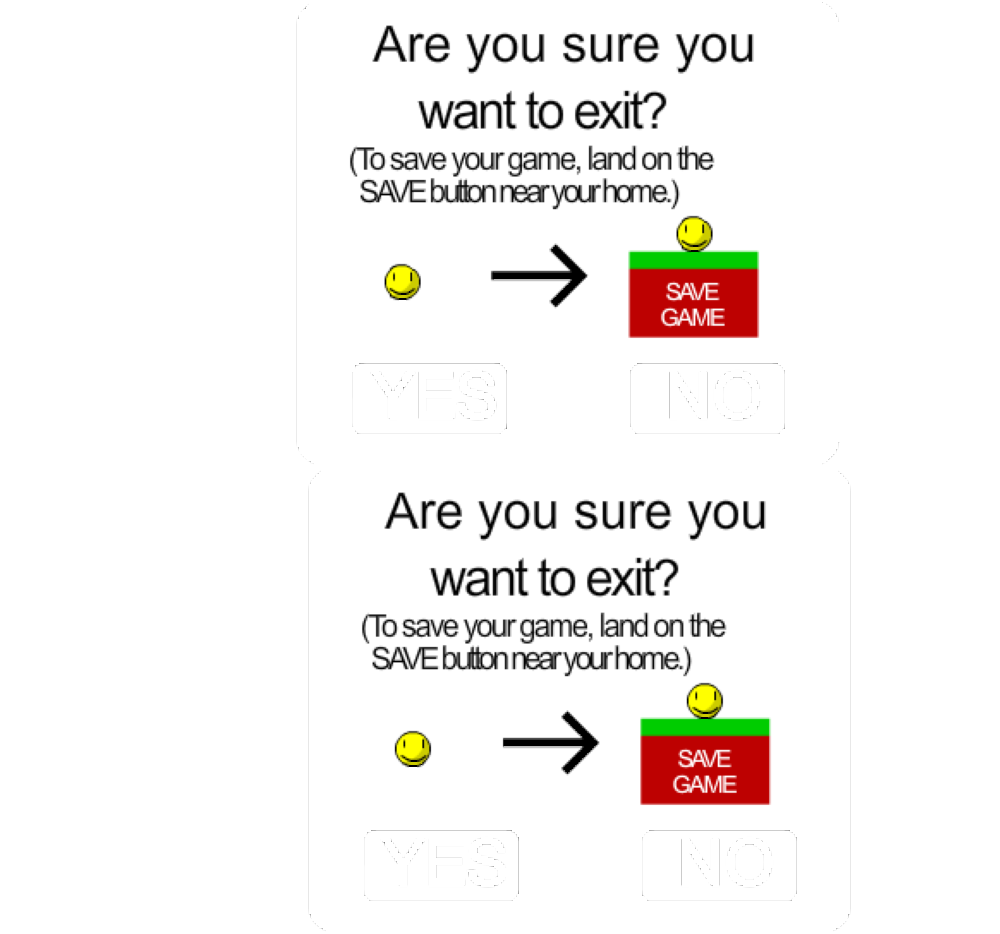 Are you sure you
want to exit?
(To save your game, land on the
SAVE button near your home.)
SAVE
GAME
YES NO
Are you sure you
want to exit?
(To save your game, land on the
SAVE button near your home.)
SAVE
GAME
YES NO